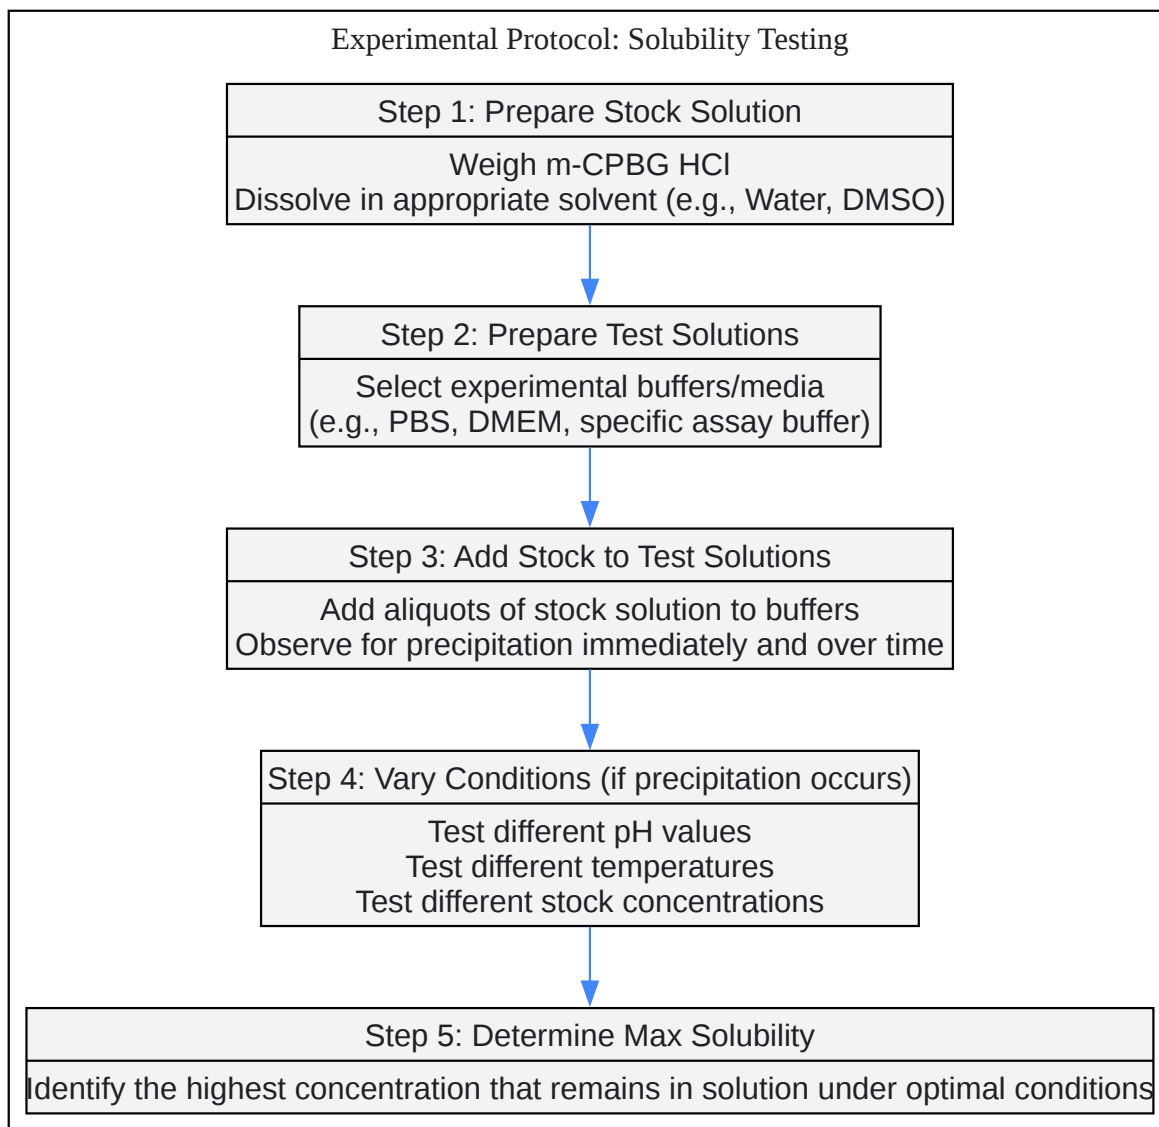 Experimental Protocol: Solubility Testing
Step 1: Prepare Stock Solution
Weigh m-CPBG HCl
Dissolve in appropriate solvent (e.g., Water, DMSO)
Step 2: Prepare Test Solutions
Select experimental buffers/media
(e.g., PBS, DMEM, specific assay buffer)
Step 3: Add Stock to Test Solutions
Add aliquots of stock solution to buffers
Observe for precipitation immediately and over time
Step 4: Vary Conditions (if precipitation occurs)
Test different pH values
Test different temperatures
Test different stock concentrations
Step 5: Determine Max Solubility
Identify the highest concentration that remains in solution under optimal conditions